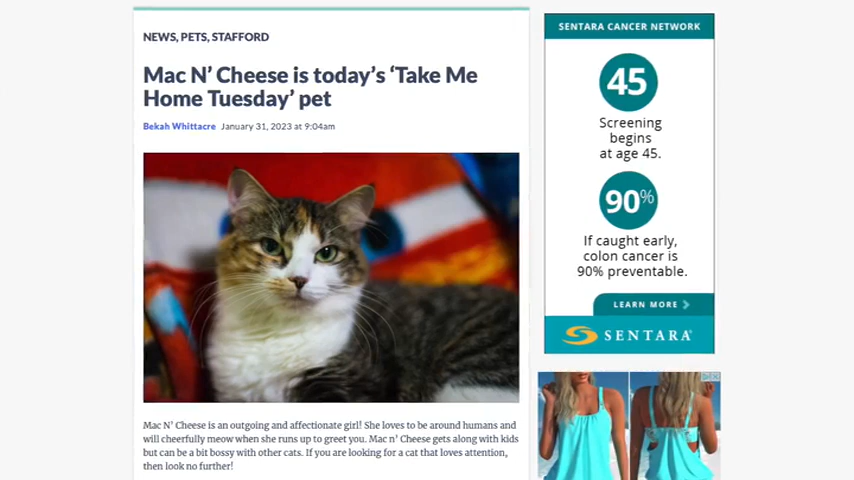 NEWS, PETS, STAFFORD
Mac N’ Cheese is today’s ‘Take Me
Home Tuesday’ pet
Bekah Whittacre January 31, 2023 at 9:04am
Mac N’ Cheese is an outgoing and affectionate girl! She loves to be around humans and
will cheerfully meow when she runs up to greet you. Mac n’ Cheese gets along with kids
but can be a bit bossy with other cats. If you are looking for a cat that loves attention,
then look no further!
SENTARA CANCER NETWORK
45
Screening
begins
at age 45.
90%
If caught early,
colon cancer is
90% preventable.
LEARN MORE
SENTARA®